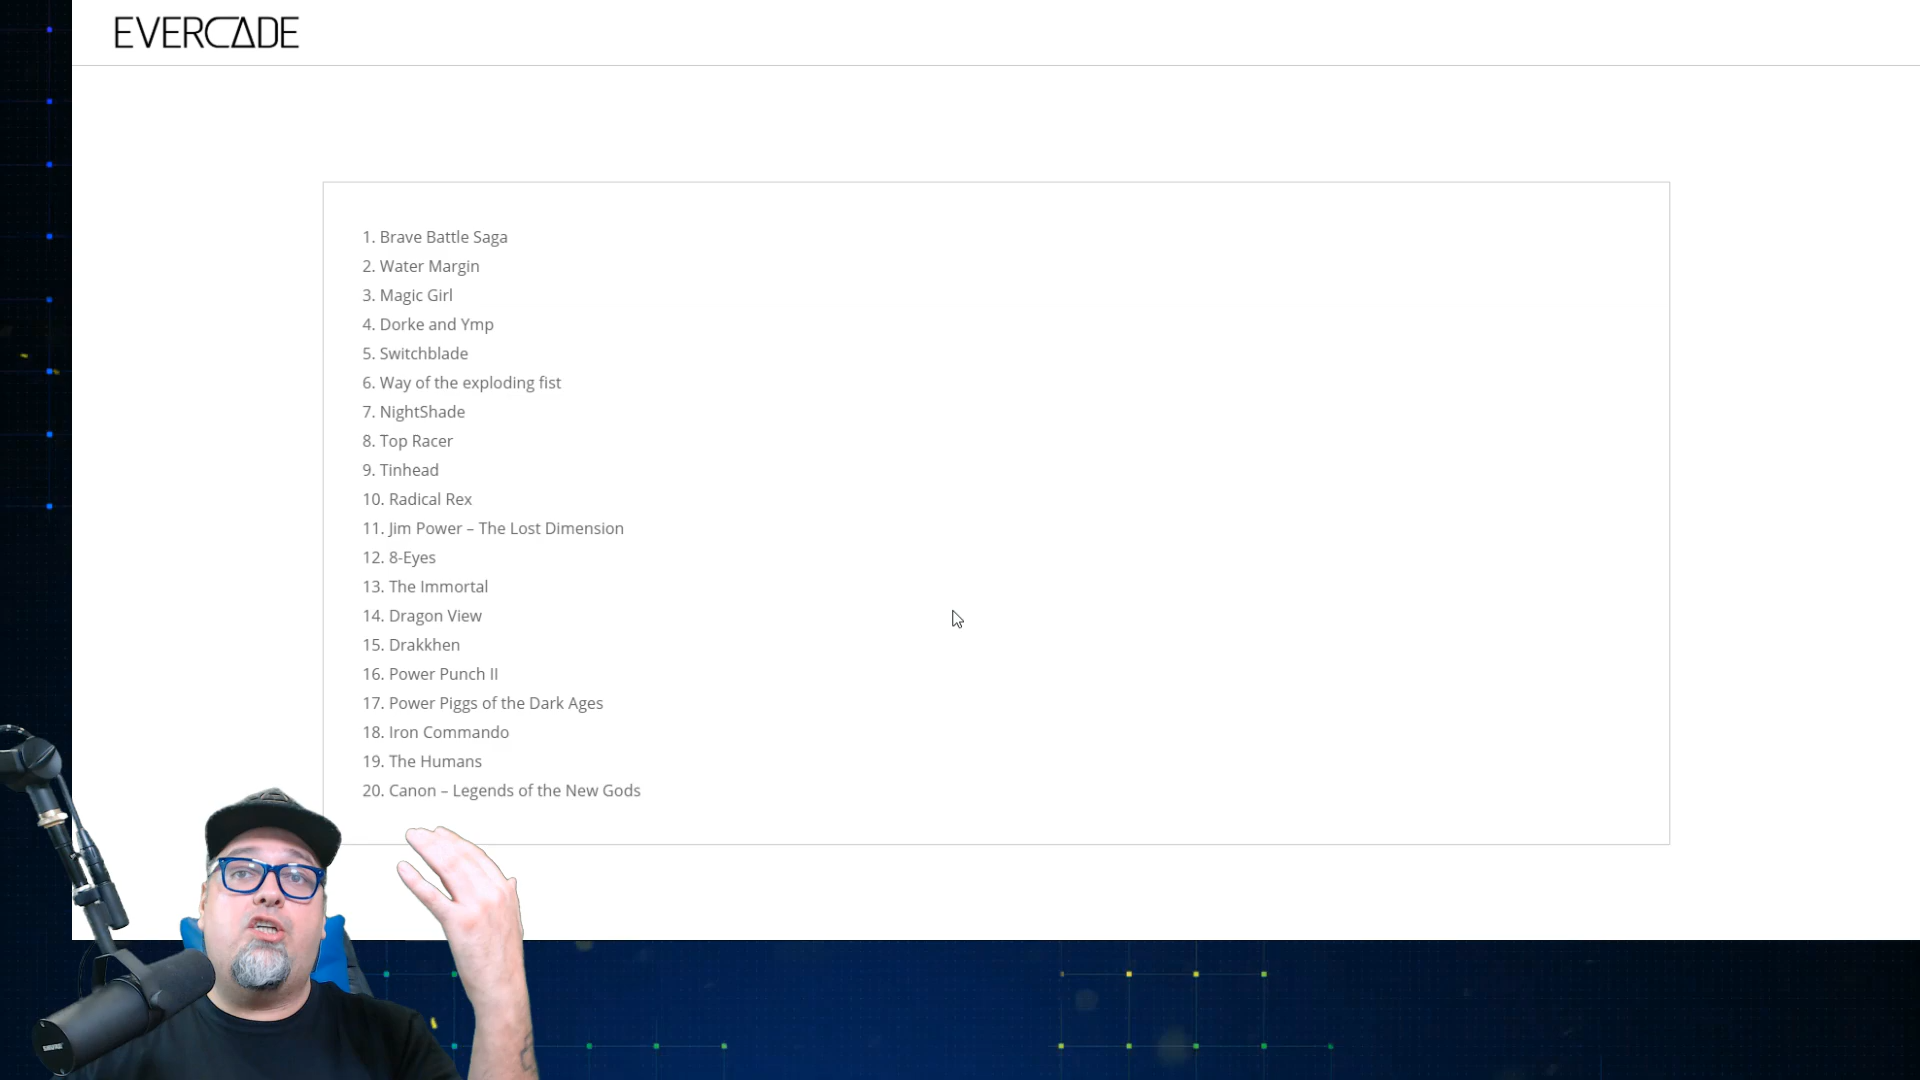 EVERCADE
1. Brave Battle Saga
2. Water Margin
3. Magic Girl
4. Dorke and Ymp
5. Switchblade
6. Way of the exploding fist
7. NightShade
8. Top Racer
9. Tinhead
10. Radical Rex
11. Jim Power – The Lost Dimension
12. 8-Eyes
13. The Immortal
14. Dragon View
15. Drakkhen
16. Power Punch II
17. Power Piggs of the Dark Ages
18. Iron Commando
19. The Humans
20. Canon – Legends of the New Gods
SHURE